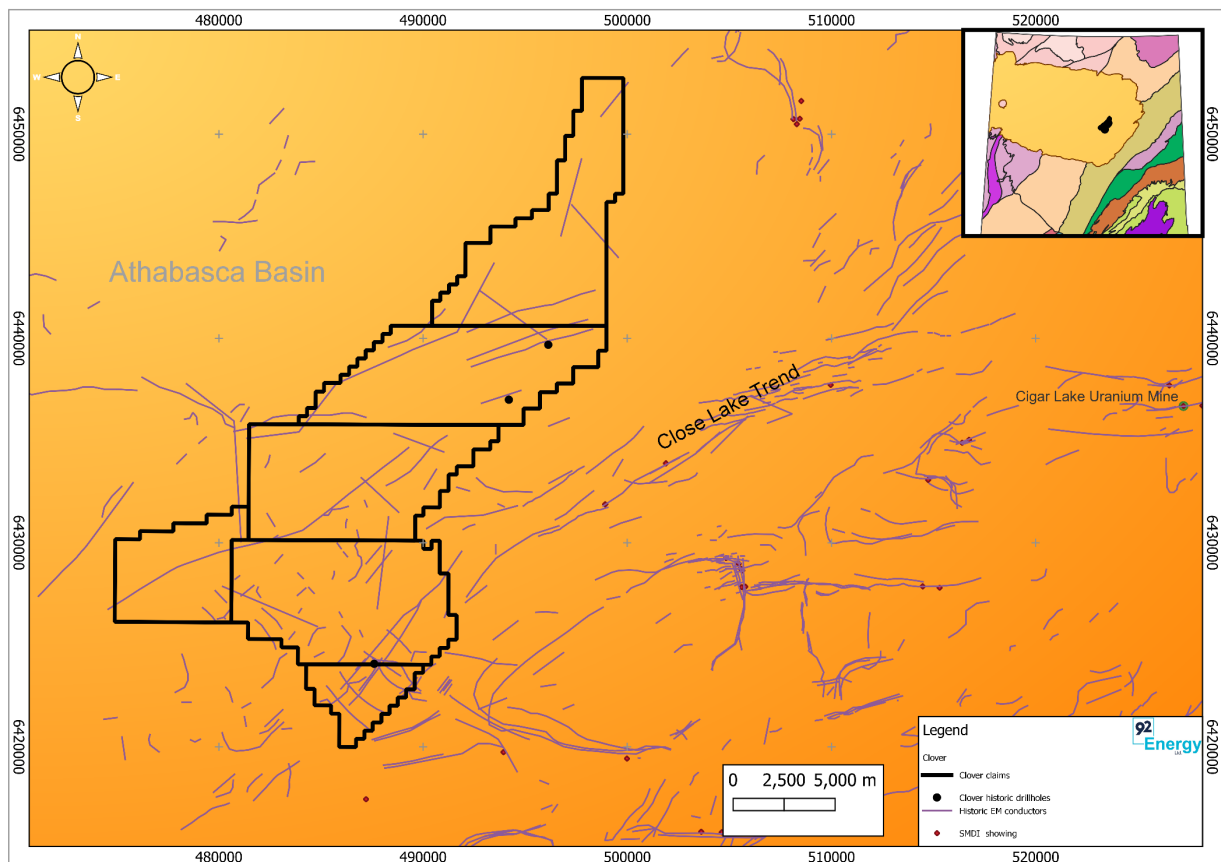 480000 490000 500000 510000 520000
N
W E
S
6450000 6450000
Athabasca Basin
6440000 6440000
Close Lake Trend
Cigar Lake Uranium Mine
6430000 6430000
6420000 6420000
Legend
92
Energy
Clover
Clover claims
Clover historic drillholes
Historic EM conductors
SMDI showing
0 2,500 5,000 m
480000 490000 500000 510000 520000